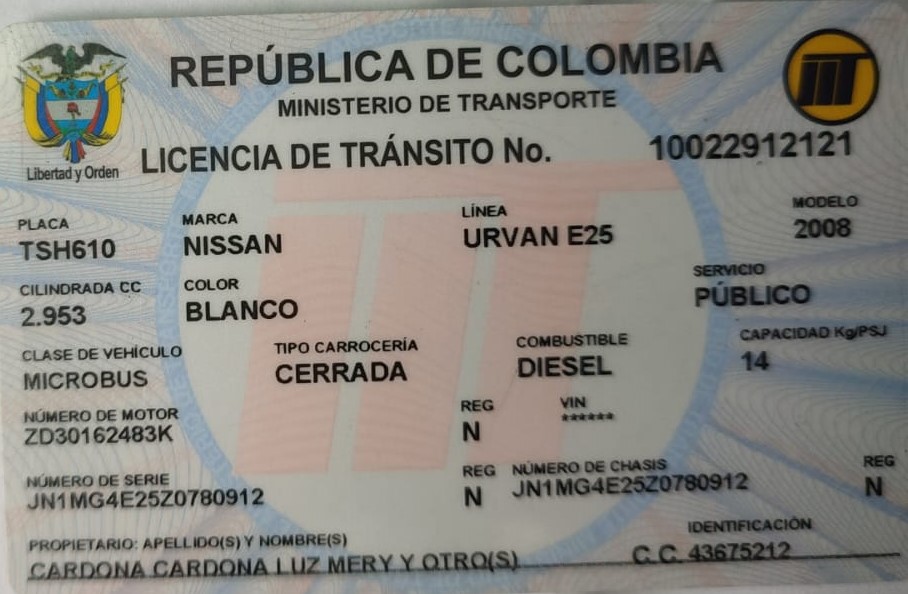 REPÚBLICA DE COLOMBIA
MINISTERIO DE TRANSPORTE
Libertad y Orden
LICENCIA DE TRÁNSITO No. 10022912121
PLACA MARCA LÍNEA MODELO
TSH610 NISSAN URVAN E25 2008
CILINDRADA CC COLOR SERVICIO
2.953 BLANCO PÚBLICO
CLASE DE VEHÍCULO TIPO CARROCERÍA COMBUSTIBLE CAPACIDAD Kg/PSJ
MICROBUS CERRADA DIESEL 14
NÚMERO DE MOTOR REG VIN
ZD30162483K N ******
NÚMERO DE SERIE REG NÚMERO DE CHASIS REG
JN1MG4E25Z0780912 N JN1MG4E25Z0780912 N
PROPIETARIO: APELLIDO(S) Y NOMBRE(S) IDENTIFICACIÓN
CARDONA CARDONA LUZ MERY Y OTRO(S) C.C. 43675212